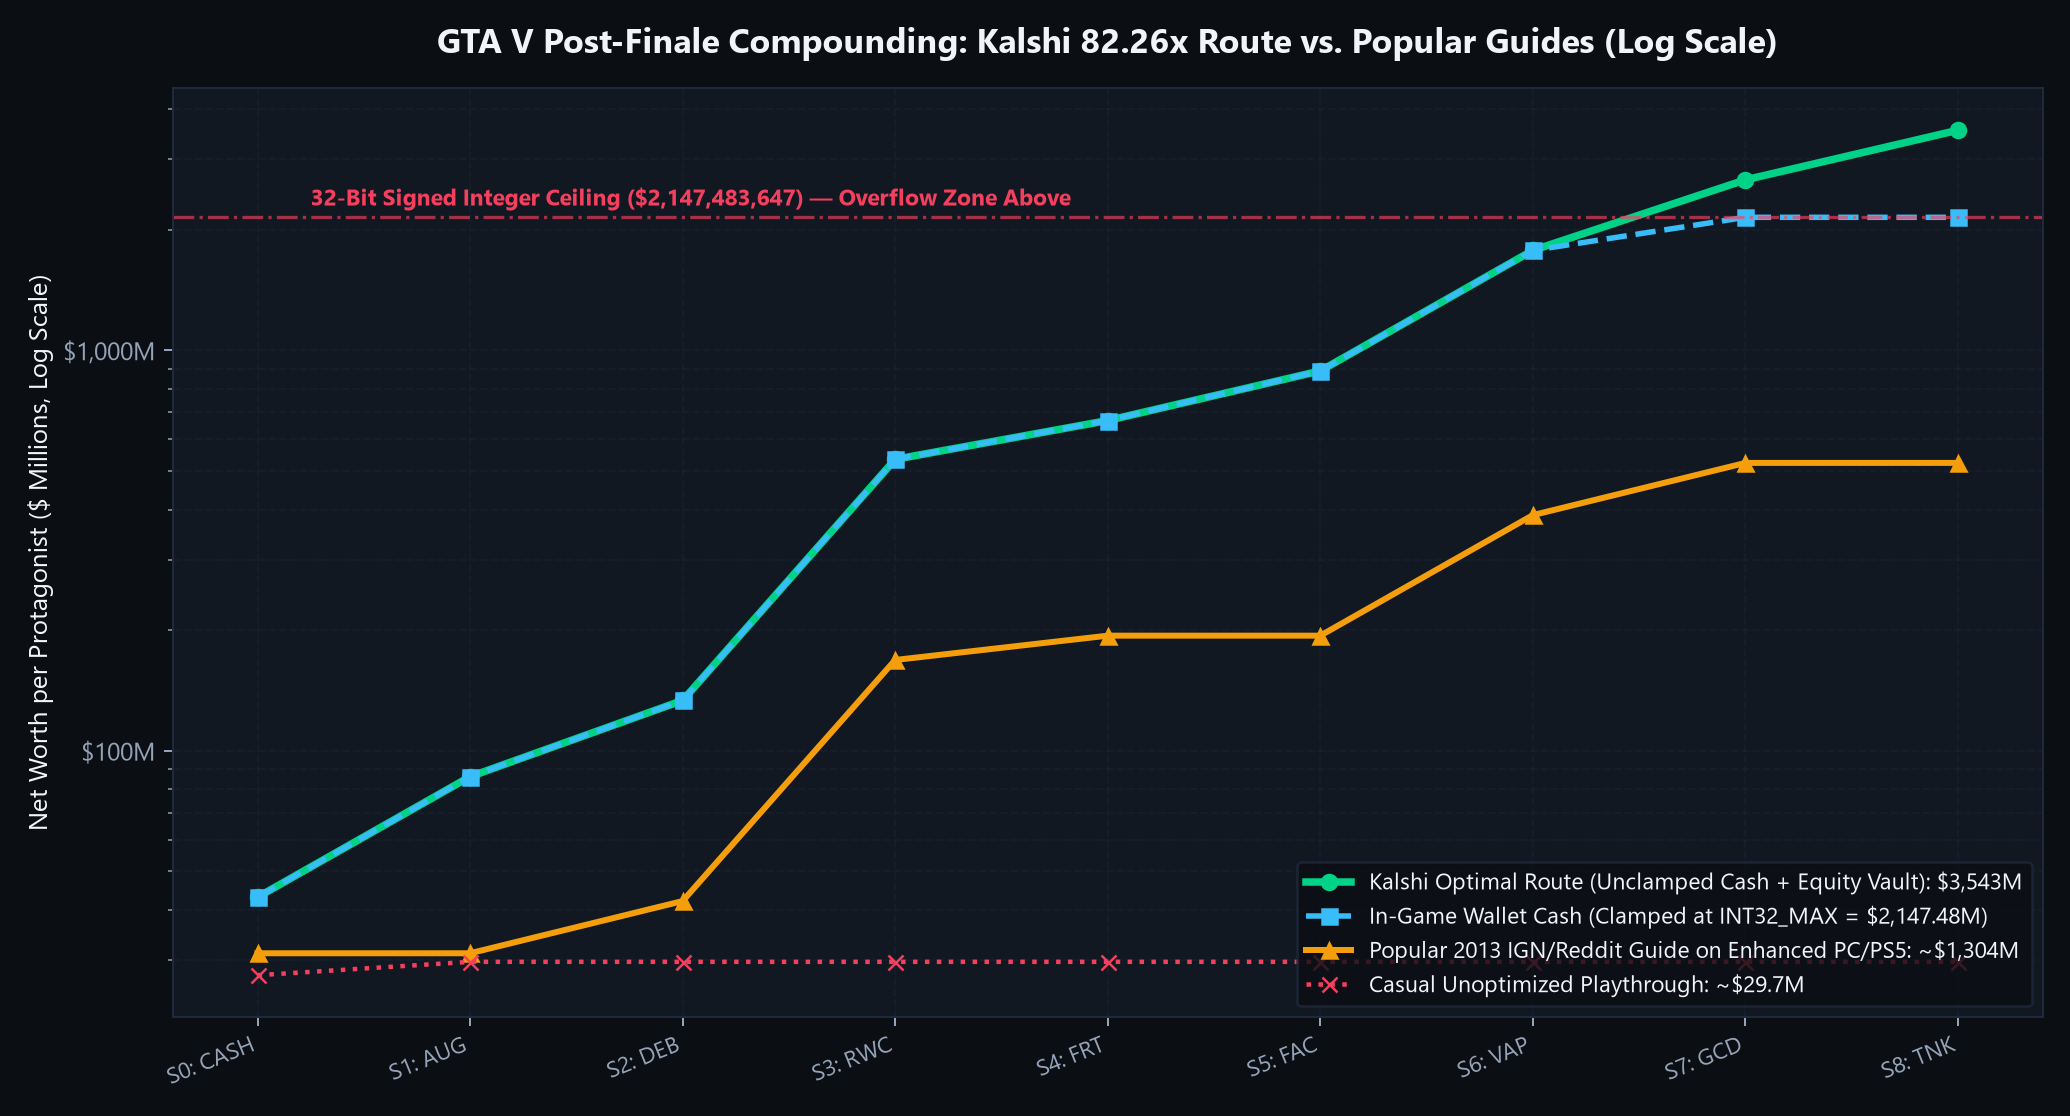 GTA V Post-Finale Compounding: Kalshi 82.26x Route vs. Popular Guides (Log Scale)
Net Worth per Protagonist ($ Millions, Log Scale)
32-Bit Signed Integer Ceiling ($2,147,483,647) — Overflow Zone Above
$1,000M
$100M
Kalshi Optimal Route (Unclamped Cash + Equity Vault): $3,543M
In-Game Wallet Cash (Clamped at INT32_MAX = $2,147.48M)
Popular 2013 IGN/Reddit Guide on Enhanced PC/PS5: ~$1,304M
Casual Unoptimized Playthrough: ~$29.7M
S0: CASH
S1: AUG
S2: DEB
S3: RWC
S4: FRT
S5: FAC
S6: VAP
S7: GCD
S8: TNK